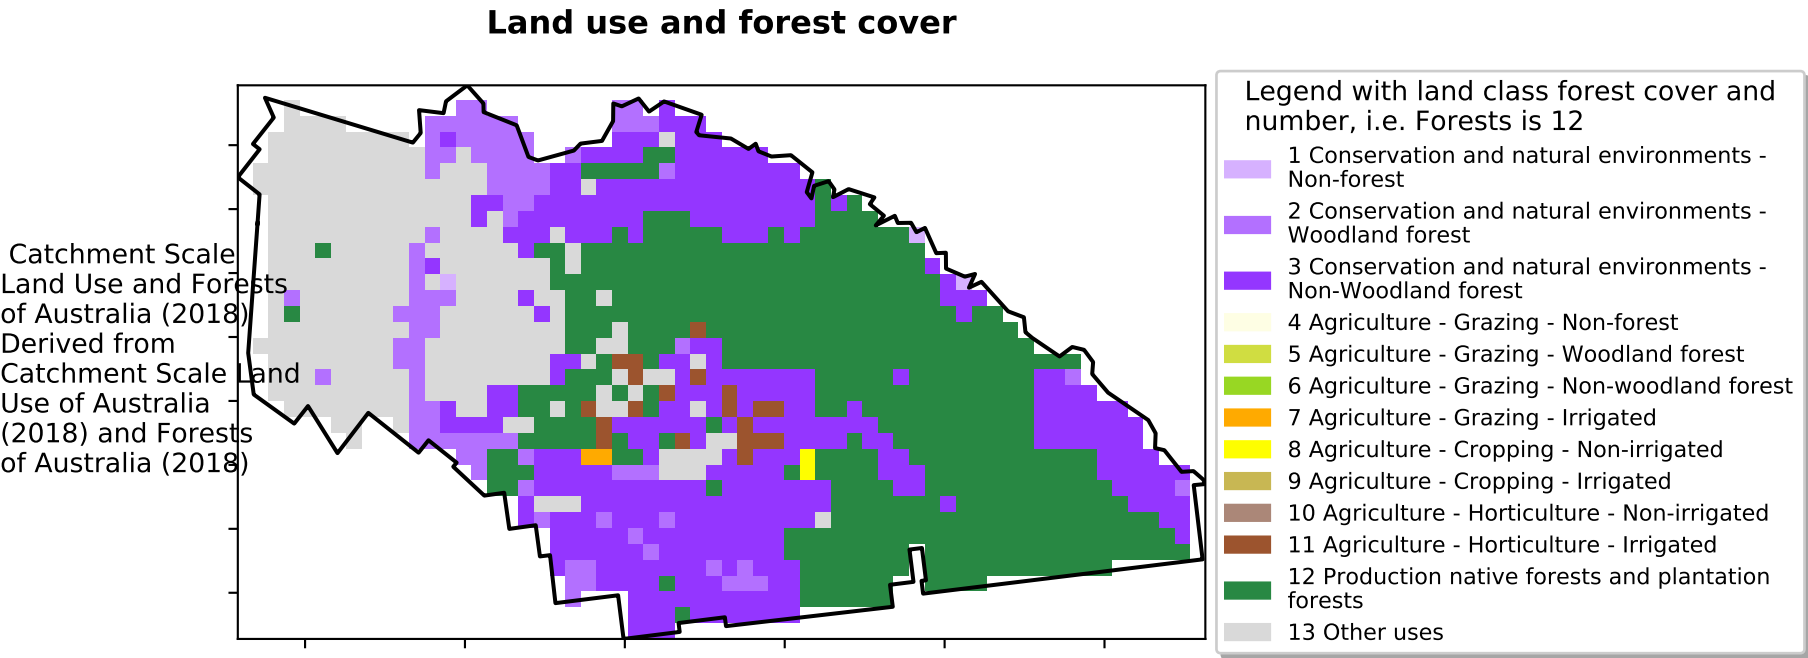 Land use and forest cover
Catchment Scale
Land Use and Forests
of Australia (2018)
Derived from
Catchment Scale Land
Use of Australia
(2018) and Forests
of Australia (2018)
Legend with land class forest cover and
number, i.e. Forests is 12
1 Conservation and natural environments -
Non-forest
2 Conservation and natural environments -
Woodland forest
3 Conservation and natural environments -
Non-Woodland forest
4 Agriculture - Grazing - Non-forest
5 Agriculture - Grazing - Woodland forest
6 Agriculture - Grazing - Non-woodland forest
7 Agriculture - Grazing - Irrigated
8 Agriculture - Cropping - Non-irrigated
9 Agriculture - Cropping - Irrigated
10 Agriculture - Horticulture - Non-irrigated
11 Agriculture - Horticulture - Irrigated
12 Production native forests and plantation
forests
13 Other uses